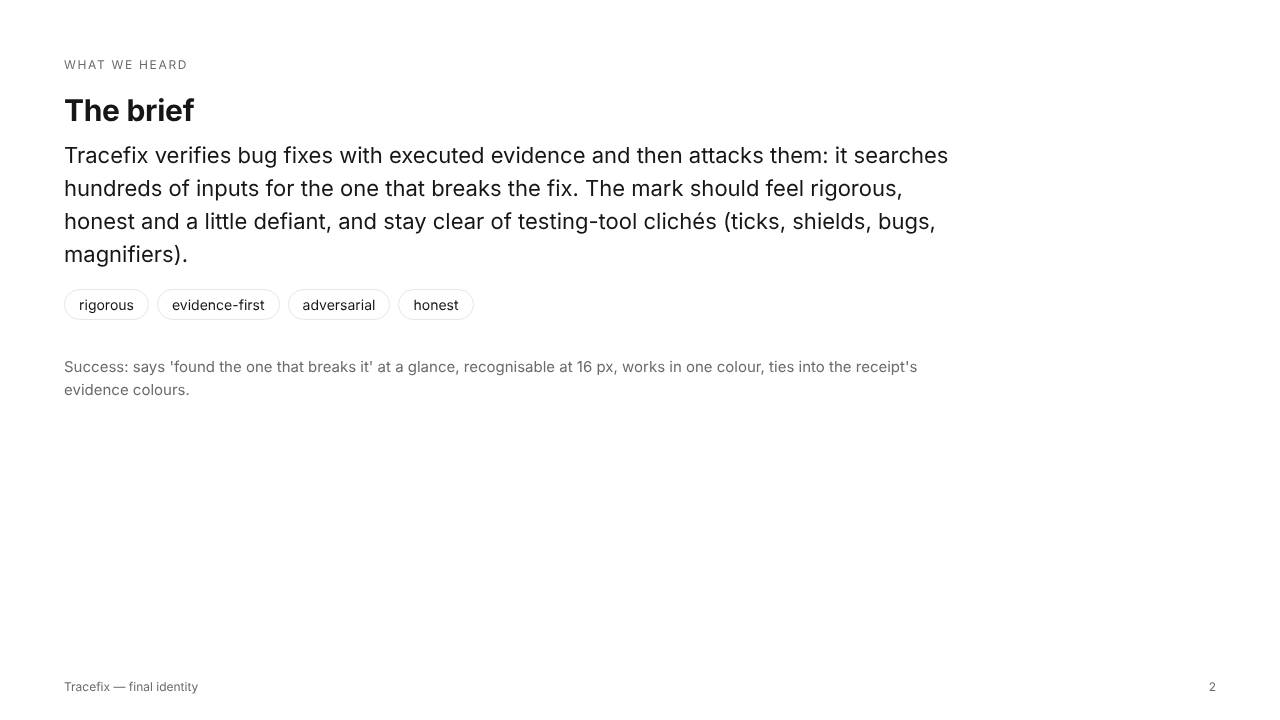 WHAT WE HEARD
The brief
Tracefix verifies bug fixes with executed evidence and then attacks them: it searches
hundreds of inputs for the one that breaks the fix. The mark should feel rigorous,
honest and a little defiant, and stay clear of testing-tool clichés (ticks, shields, bugs,
magnifiers).
rigorous evidence-first adversarial honest
Success: says 'found the one that breaks it' at a glance, recognisable at 16 px, works in one colour, ties into the receipt's
evidence colours.
Tracefix — final identity 2